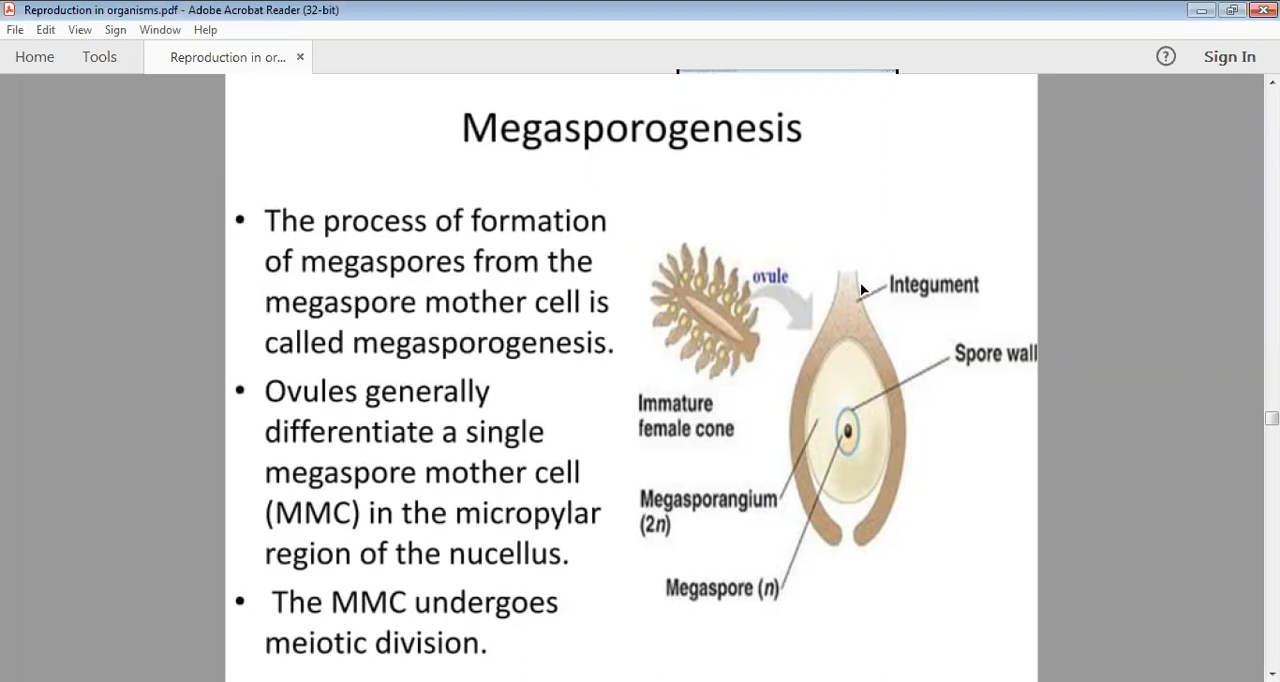 Reproduction in organisms.pdf - Adobe Acrobat Reader (32-bit)
File Edit View Sign Window Help
Home Tools Reproduction in or... × ? Sign In
Megasporogenesis
• The process of formation
of megaspores from the
megaspore mother cell is
called megasporogenesis.
• Ovules generally
differentiate a single
megaspore mother cell
(MMC) in the micropylar
region of the nucellus.
• The MMC undergoes
meiotic division.
ovule
Integument
Spore wall
Immature
female cone
Megasporangium
(2n)
Megaspore (n)